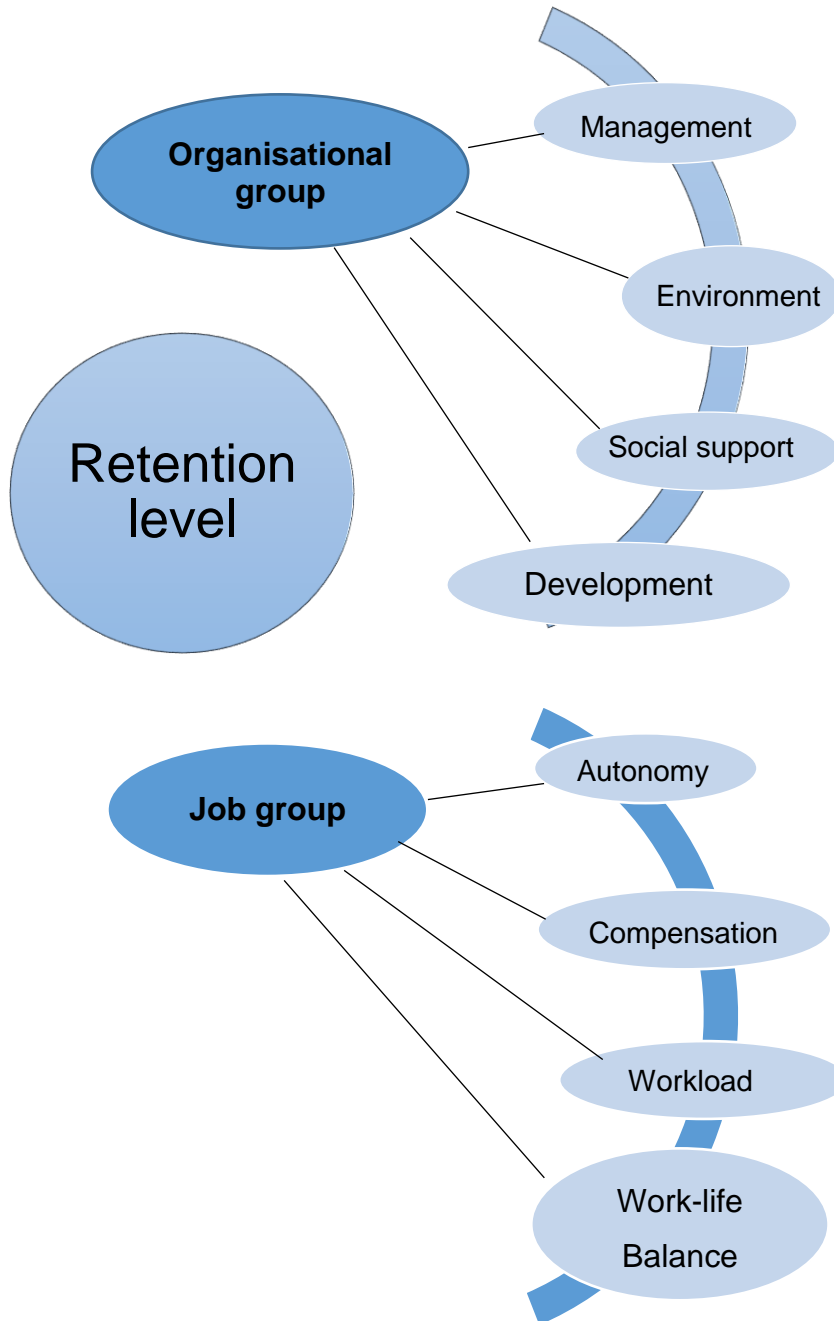 Organisational
group
Management
Environment
Social support
Development
Retention
level
Job group
Autonomy
Compensation
Workload
Work-life
Balance